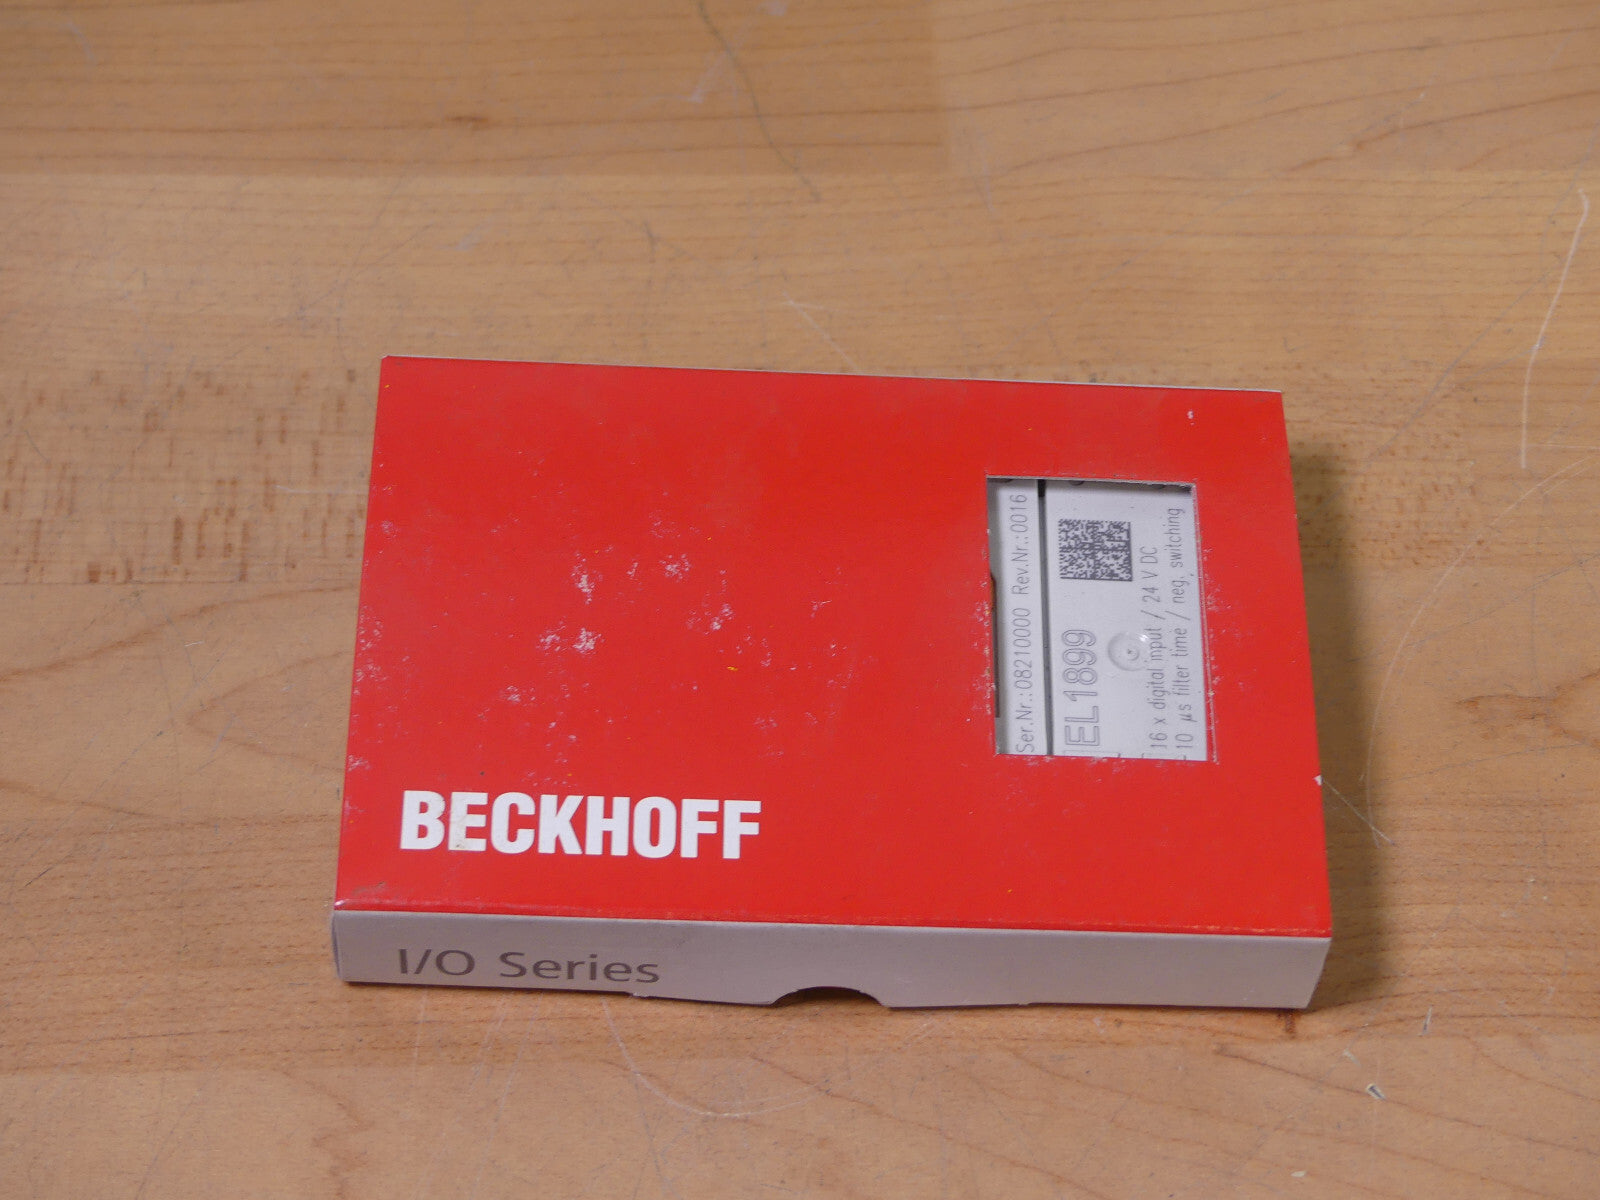 BECKHOFF
I/O Series
Ser.Nr.:08210000 Rev.Nr.:0016
EL1899
16 x digital input / 24 V DC
10 µs filter time / neg. switching